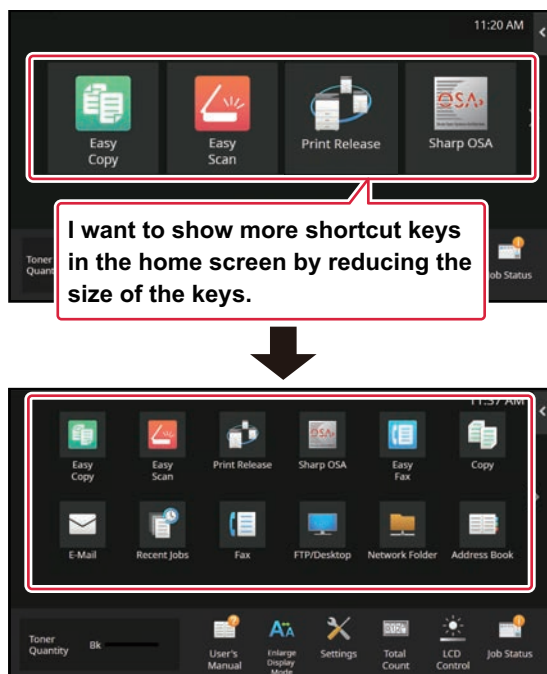 11:20 AM
Easy
Copy
Easy
Scan
Print Release
OSA
Sharp OSA
I want to show more shortcut keys
in the home screen by reducing the
size of the keys.
Toner
Job Status
11:37 AM
Easy
Copy
Easy
Scan
Print Release
OSA
Sharp OSA
Easy
Fax
Copy
E-Mail
Recent Jobs
Fax
FTP/Desktop
Network Folder
Address Book
Toner
Quantity
Bk
User's
Manual
Enlarge
Display
Mode
Settings
Total
Count
LCD
Control
Job Status